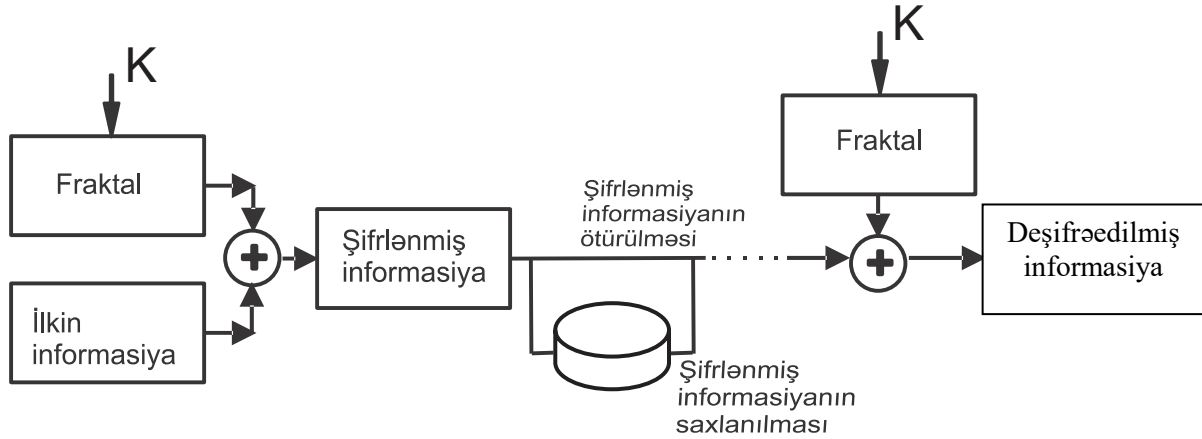 K
Fraktal
İlkin
informasiya
+
Şifrlənmiş
informasiya
Şifrlənmiş
informasiyanın
ötürülməsi
Şifrlənmiş
informasiyanın
saxlanılması
K
Fraktal
+
Deşifrəedilmiş
informasiya